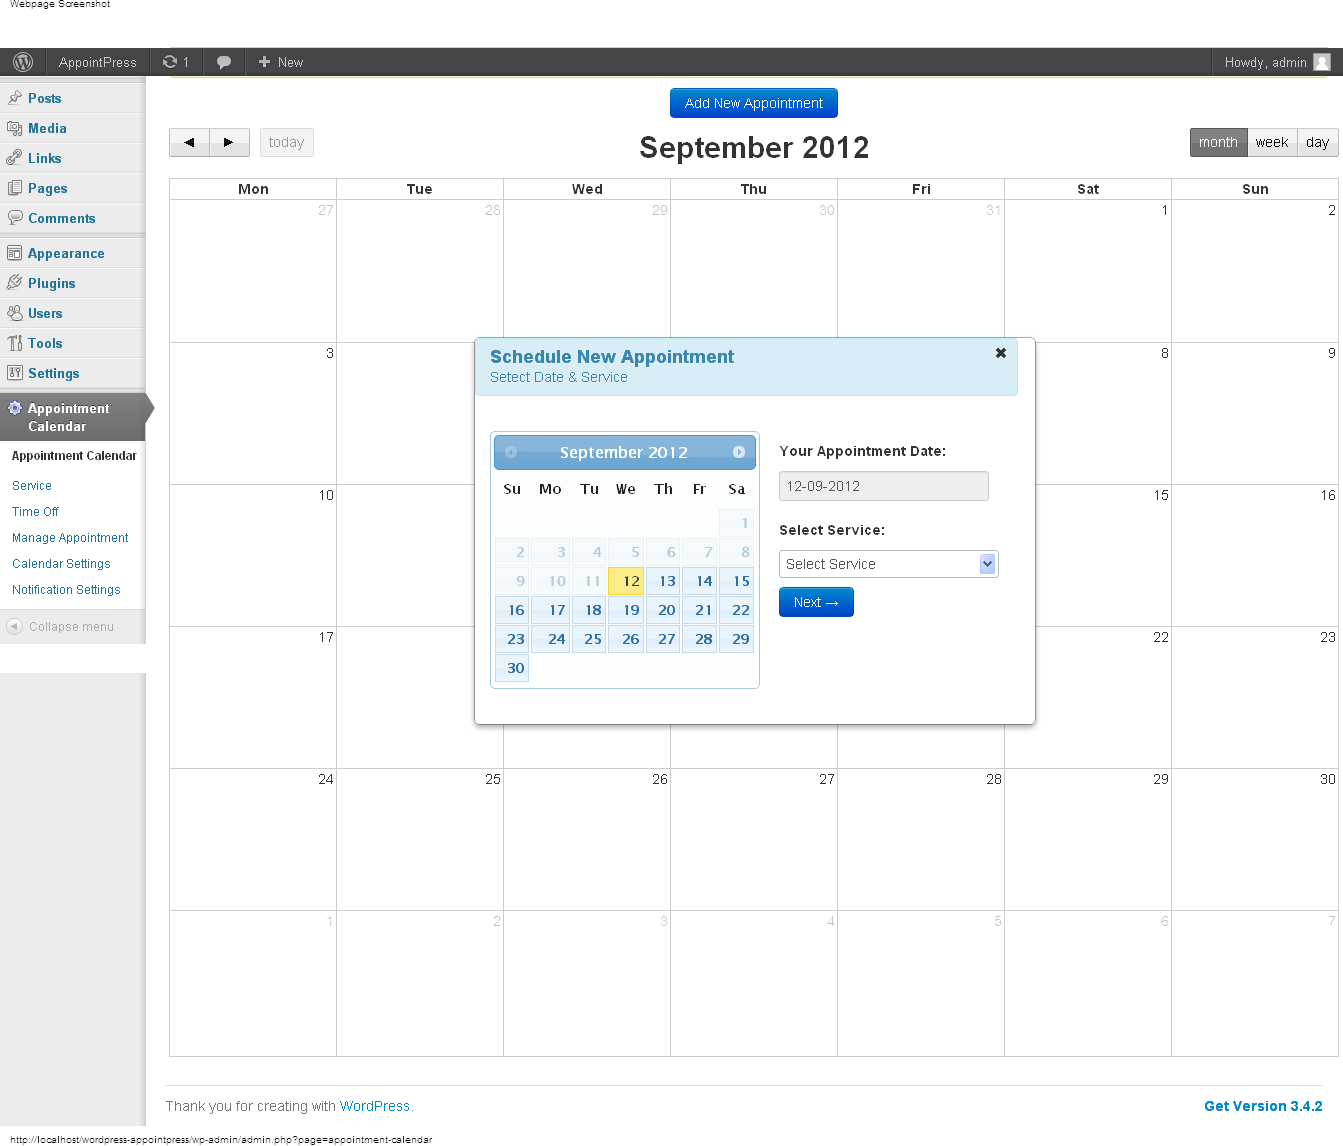 Webpage Screenshot
AppointPress 1 New Howdy, admin
Posts
Media
Links
Pages
Comments
Appearance
Plugins
Users
Tools
Settings
Appointment
Calendar
Appointment Calendar
Service
Time Off
Manage Appointment
Calendar Settings
Notification Settings
Collapse menu
Add New Appointment
today
September 2012
month week day
Mon Tue Wed Thu Fri Sat Sun
27 28 29 30 31 1 2
3 8 9
10 15 16
17 22 23
24 25 26 27 28 29 30
1 2 3 4 5 6 7
Schedule New Appointment
Setect Date & Service
September 2012
Su Mo Tu We Th Fr Sa
1
2 3 4 5 6 7 8
9 10 11 12 13 14 15
16 17 18 19 20 21 22
23 24 25 26 27 28 29
30
Your Appointment Date:
12-09-2012
Select Service:
Select Service
Next →
Thank you for creating with WordPress.
Get Version 3.4.2
http://localhost/wordpress-appointpress/wp-admin/admin.php?page=appointment-calendar